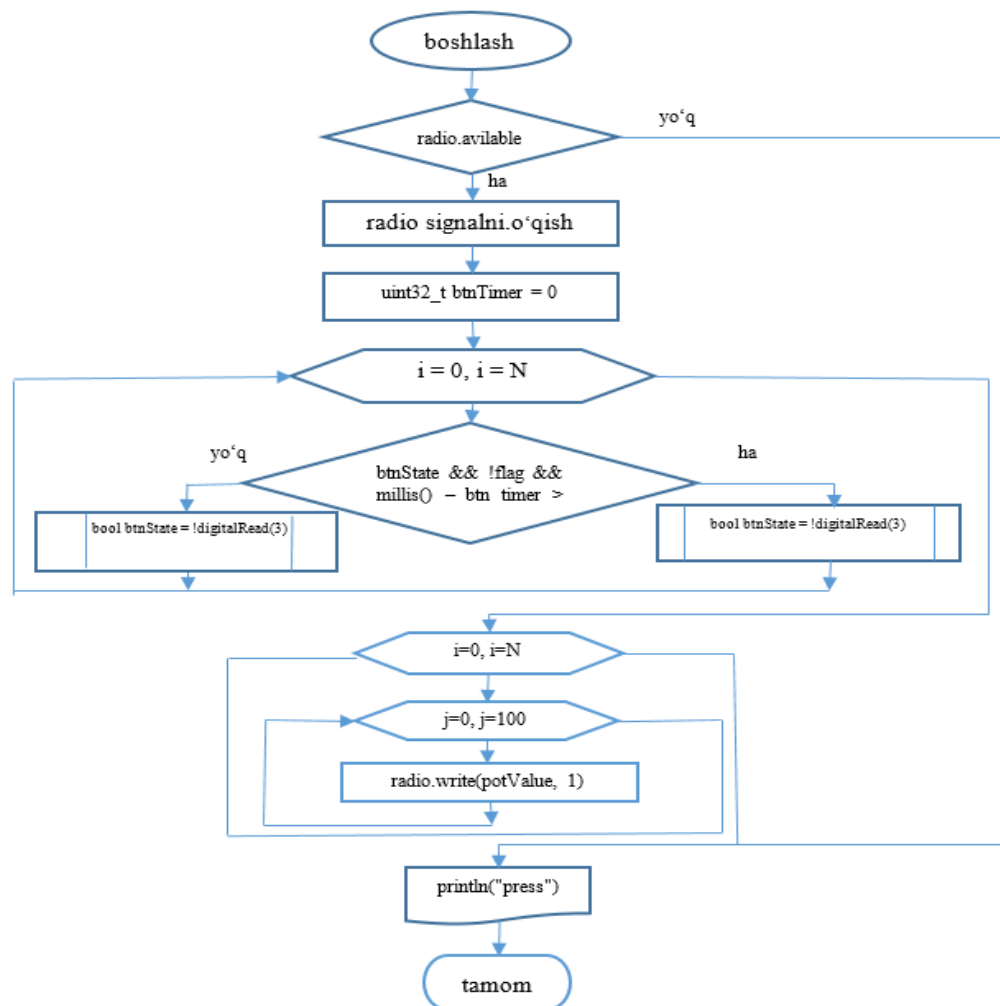 boshlash
radio.avilable
yo‘q
ha
radio signalni.o‘qish
uint32_t btnTimer = 0
i = 0, i = N
yo‘q
btnState && !flag &&
millis() – btn timer >
ha
bool btnState = !digitalRead(3)
bool btnState = !digitalRead(3)
i=0, i=N
j=0, j=100
radio.write(potValue, 1)
println("press")
tamom